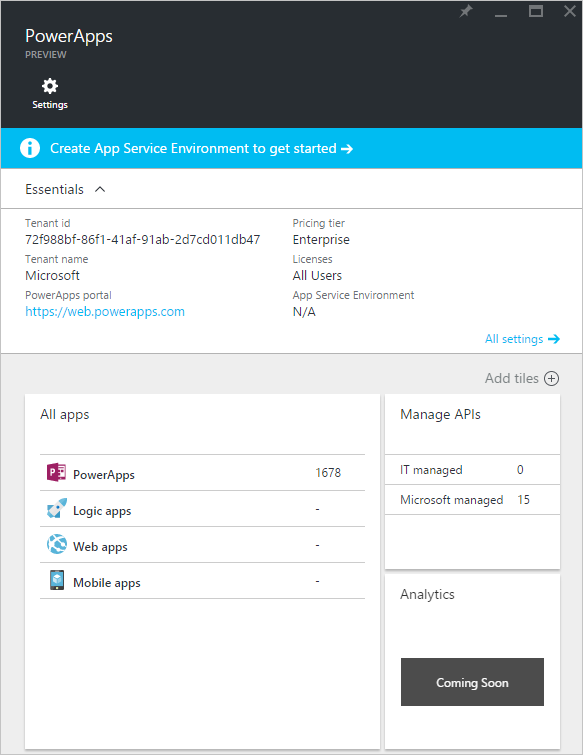 PowerApps
PREVIEW
Settings
Create App Service Environment to get started
Essentials
Tenant id
72f988bf-86f1-41af-91ab-2d7cd011db47
Tenant name
Microsoft
PowerApps portal
https://web.powerapps.com
Pricing tier
Enterprise
Licenses
All Users
App Service Environment
N/A
All settings
Add tiles
All apps
PowerApps 1678
Logic apps -
Web apps -
Mobile apps -
Manage APIs
IT managed 0
Microsoft managed 15
Analytics
Coming Soon